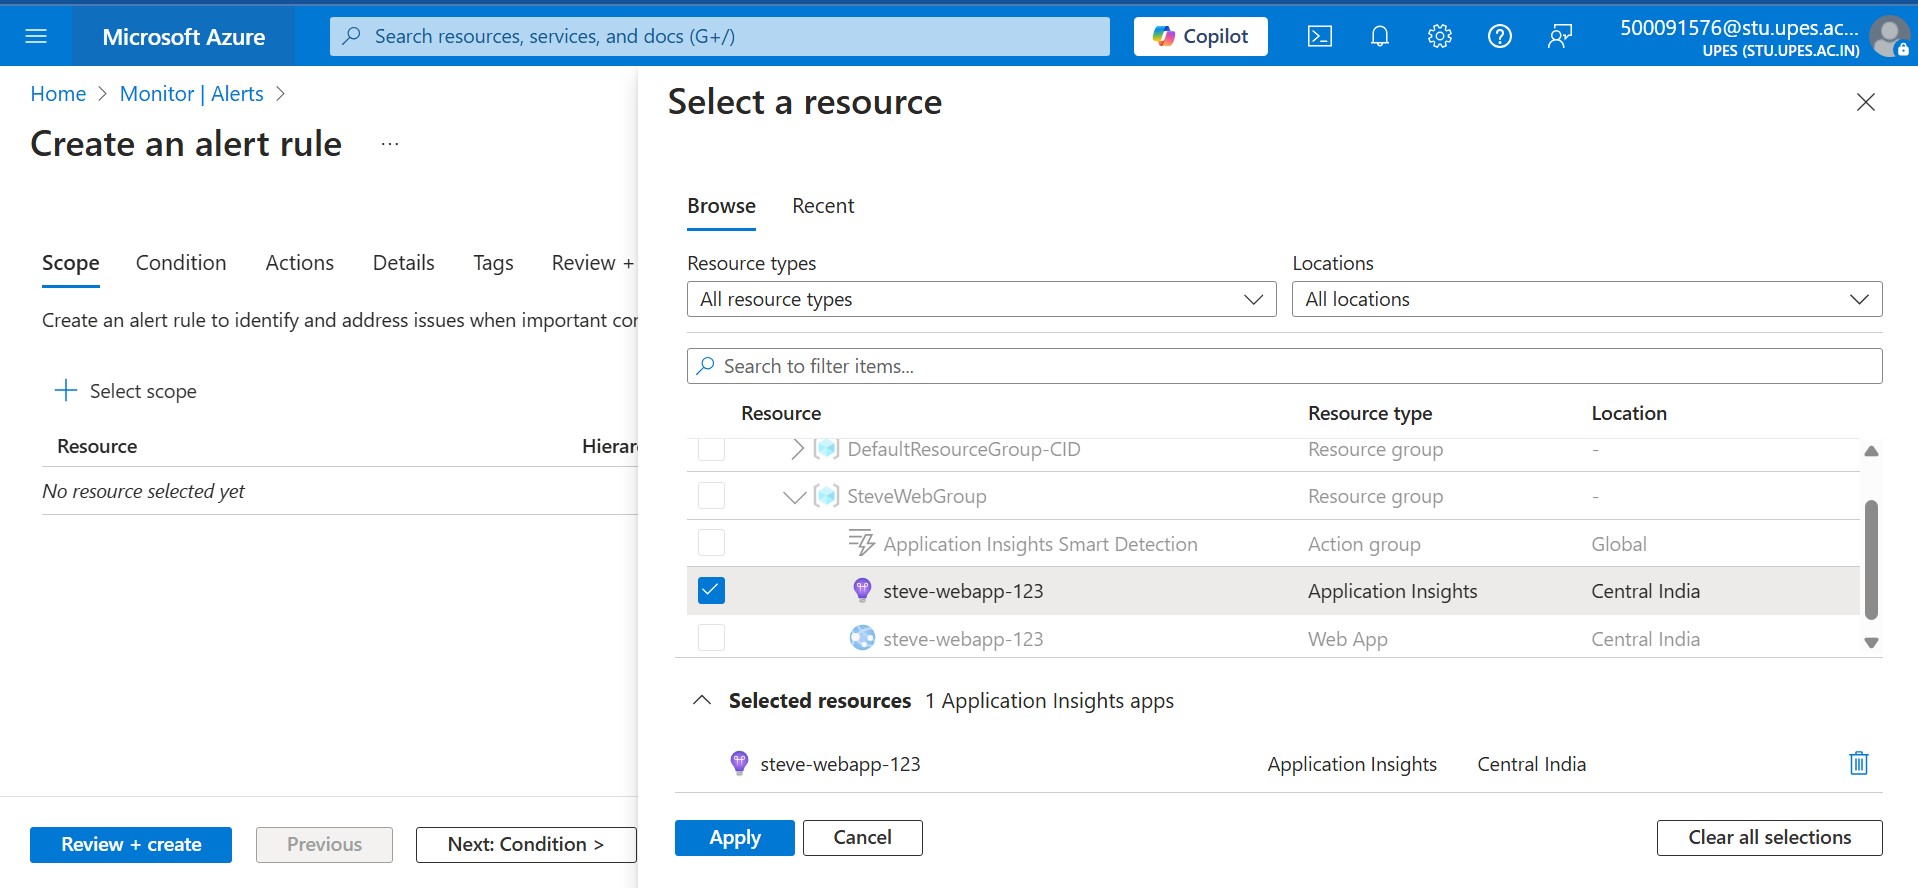 Microsoft Azure
Search resources, services, and docs (G+/)
Copilot
500091576@stu.upes.ac...
UPES (STU.UPES.AC.IN)
Home > Monitor | Alerts >
Create an alert rule ...
Scope Condition Actions Details Tags Review +
Create an alert rule to identify and address issues when important cor
+ Select scope
Resource Hierar
No resource selected yet
Review + create Previous Next: Condition >
Select a resource
Browse Recent
Resource types Locations
All resource types All locations
Search to filter items...
Resource Resource type Location
DefaultResourceGroup-CID Resource group -
SteveWebGroup Resource group -
Application Insights Smart Detection Action group Global
steve-webapp-123 Application Insights Central India
steve-webapp-123 Web App Central India
Selected resources 1 Application Insights apps
steve-webapp-123 Application Insights Central India
Apply Cancel Clear all selections